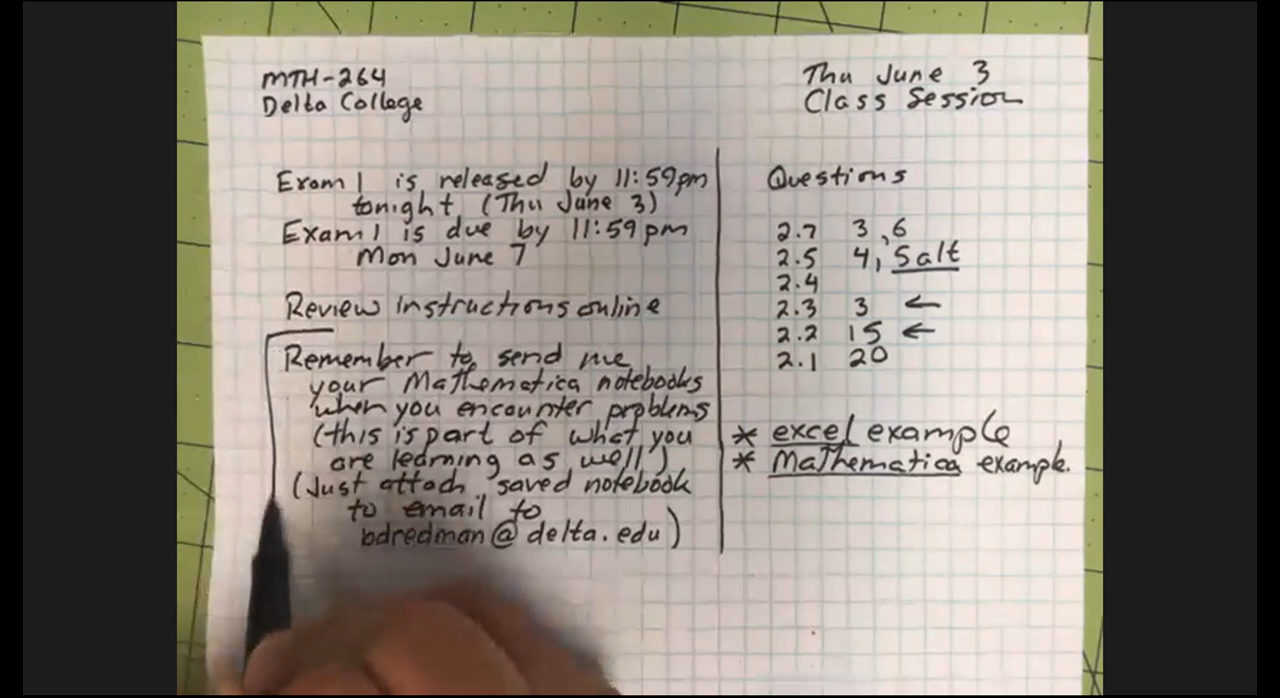 MTH-264
Delta College
Thu June 3
Class Session
Exam 1 is released by 11:59pm
tonight (Thu June 3)
Exam 1 is due by 11:59pm
Mon June 7
Review instructions online
Remember to send me
your Mathematica notebooks
when you encounter problems
(this is part of what you
are learning as well)
(Just attach saved notebook
to email to
bdredman@delta.edu)
Questions
2.7 3, 6
2.5 4, Salt
2.4
2.3 3 ←
2.2 15 ←
2.1 20
* excel example
* Mathematica example.